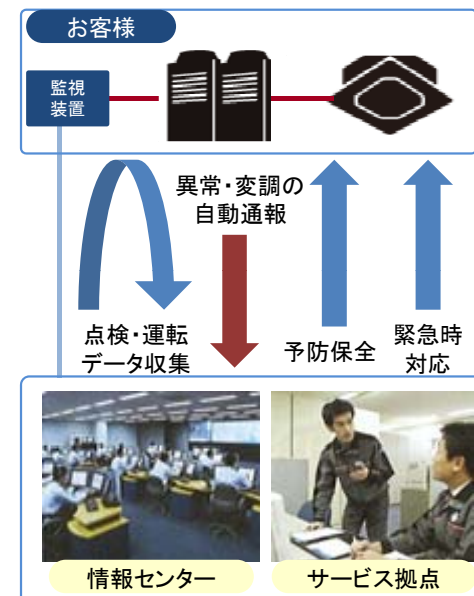 お客様
監視
装置
異常・変調の
自動通報
点検・運転
データ収集
予防保全
緊急時
対応
情報センター
サービス拠点